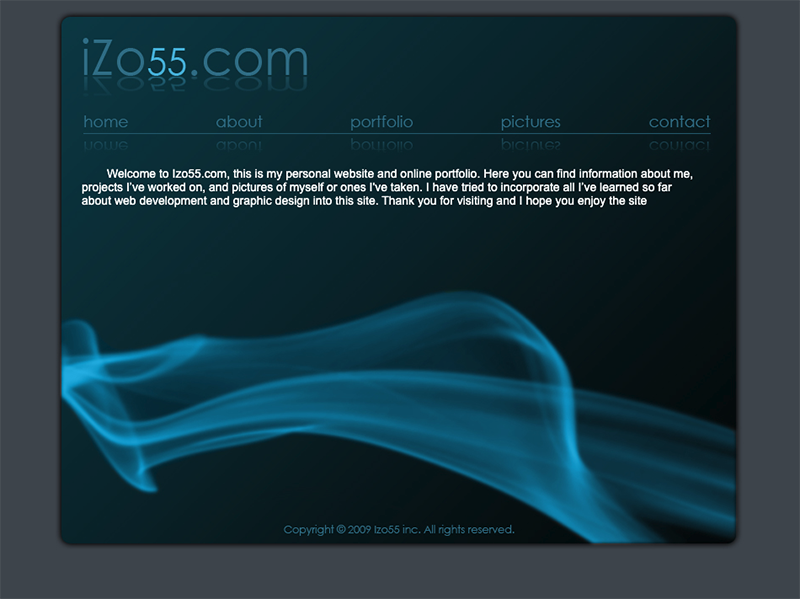 iZo55.com
home about portfolio pictures contact
Welcome to Izo55.com, this is my personal website and online portfolio. Here you can find information about me,
projects I've worked on, and pictures of myself or ones I've taken. I have tried to incorporate all I've learned so far
about web development and graphic design into this site. Thank you for visiting and I hope you enjoy the site
Copyright © 2009 Izo55 inc. All rights reserved.